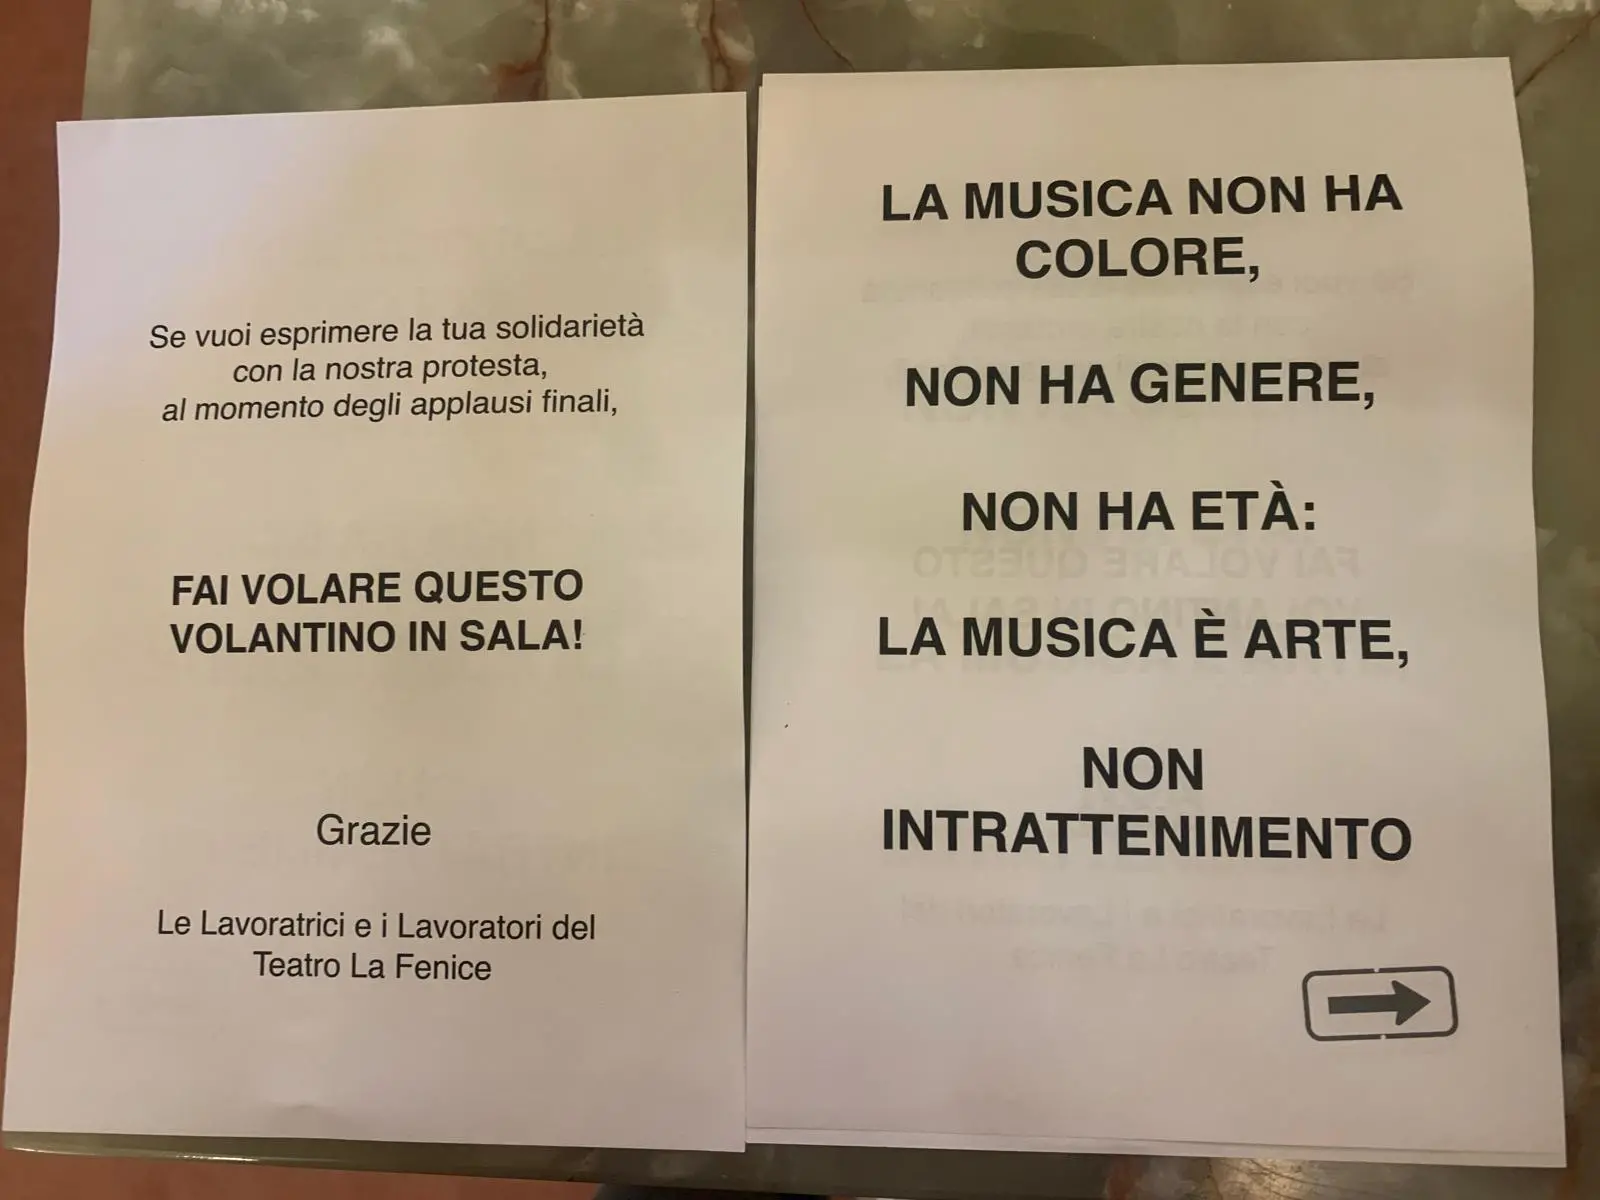 Se vuoi esprimere la tua solidarietà
con la nostra protesta,
al momento degli applausi finali,
FAI VOLARE QUESTO
VOLANTINO IN SALA!
Grazie
Le Lavoratrici e i Lavoratori del
Teatro La Fenice
LA MUSICA NON HA
COLORE,
NON HA GENERE,
NON HA ETÀ:
LA MUSICA È ARTE,
NON
INTRATTENIMENTO